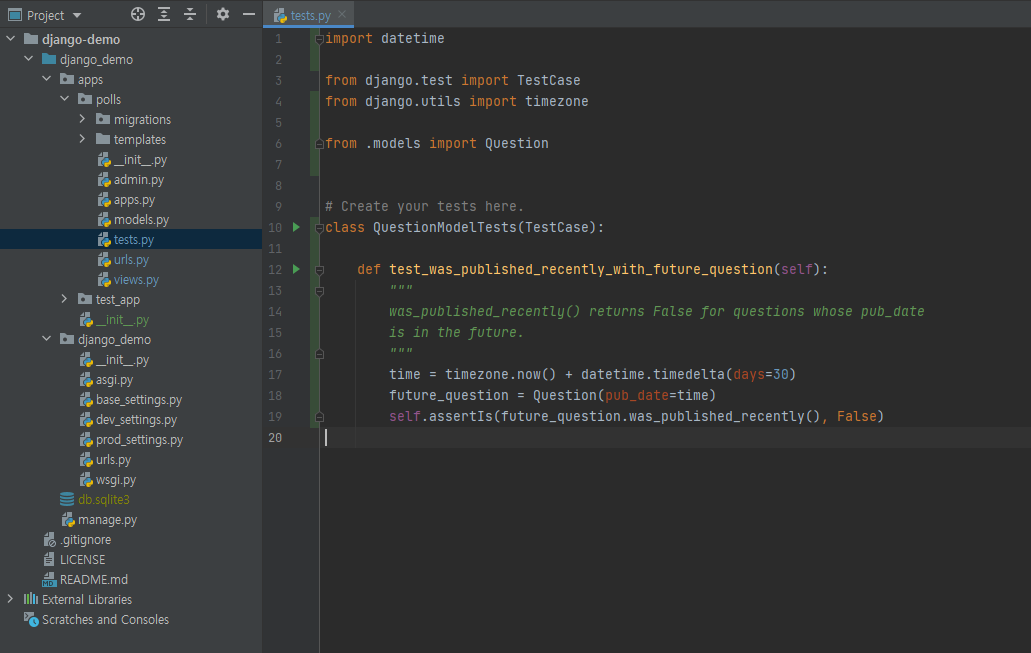 Project
django-demo
django_demo
apps
polls
migrations
templates
__init__.py
admin.py
apps.py
models.py
tests.py
urls.py
views.py
test_app
__init__.py
django_demo
__init__.py
asgi.py
base_settings.py
dev_settings.py
prod_settings.py
urls.py
wsgi.py
db.sqlite3
manage.py
.gitignore
LICENSE
MD README.md
External Libraries
Scratches and Consoles
tests.py
1 import datetime
2
3 from django.test import TestCase
4 from django.utils import timezone
5
6 from .models import Question
7
8
9 # Create your tests here.
10 class QuestionModelTests(TestCase):
11
12 def test_was_published_recently_with_future_question(self):
13 """
14 was_published_recently() returns False for questions whose pub_date
15 is in the future.
16 """
17 time = timezone.now() + datetime.timedelta(days=30)
18 future_question = Question(pub_date=time)
19 self.assertIs(future_question.was_published_recently(), False)
20